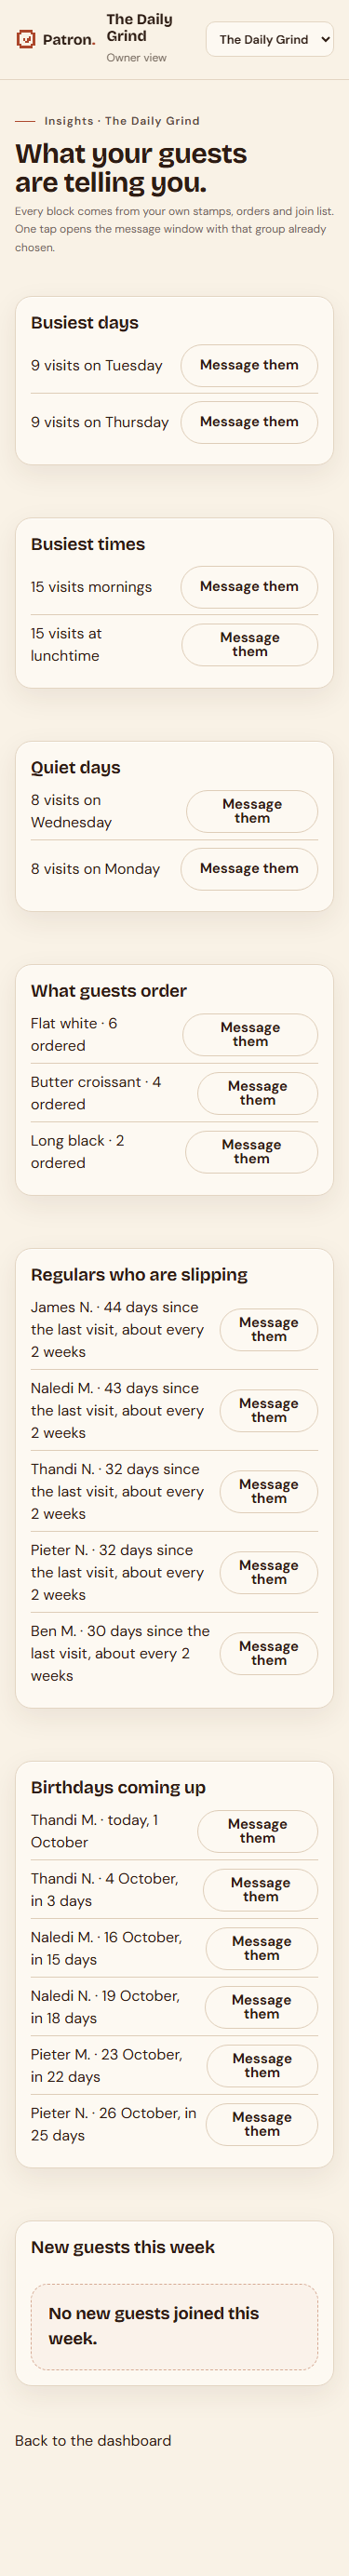 Patron.
The Daily
Grind
Owner view
The Daily Grind
Insights · The Daily Grind
What your guests
are telling you.
Every block comes from your own stamps, orders and join list.
One tap opens the message window with that group already
chosen.
Busiest days
9 visits on Tuesday
Message them
9 visits on Thursday
Message them
Busiest times
15 visits mornings
Message them
15 visits at
lunchtime
Message
them
Quiet days
8 visits on
Wednesday
Message
them
8 visits on Monday
Message them
What guests order
Flat white · 6
ordered
Message
them
Butter croissant · 4
ordered
Message
them
Long black · 2
ordered
Message
them
Regulars who are slipping
James N. · 44 days since
the last visit, about every
2 weeks
Message
them
Naledi M. · 43 days since
the last visit, about every
2 weeks
Message
them
Thandi N. · 32 days since
the last visit, about every
2 weeks
Message
them
Pieter N. · 32 days since
the last visit, about every
2 weeks
Message
them
Ben M. · 30 days since the
last visit, about every 2
weeks
Message
them
Birthdays coming up
Thandi M. · today, 1
October
Message
them
Thandi N. · 4 October,
in 3 days
Message
them
Naledi M. · 16 October,
in 15 days
Message
them
Naledi N. · 19 October,
in 18 days
Message
them
Pieter M. · 23 October,
in 22 days
Message
them
Pieter N. · 26 October, in
25 days
Message
them
New guests this week
No new guests joined this
week.
Back to the dashboard